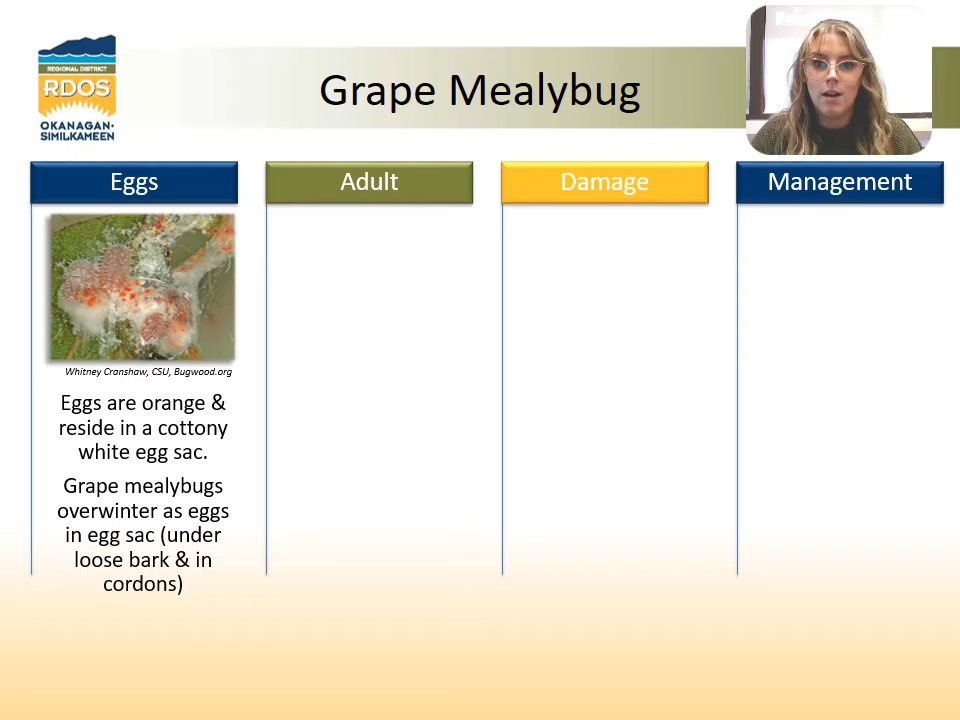 REGIONAL DISTRICT
RDOS
OKANAGAN-
SIMILKAMEEN
Grape Mealybug
Eggs
Adult
Damage
Management
Whitney Cranshaw, CSU, Bugwood.org
Eggs are orange &
reside in a cottony
white egg sac.
Grape mealybugs
overwinter as eggs
in egg sac (under
loose bark & in
cordons)